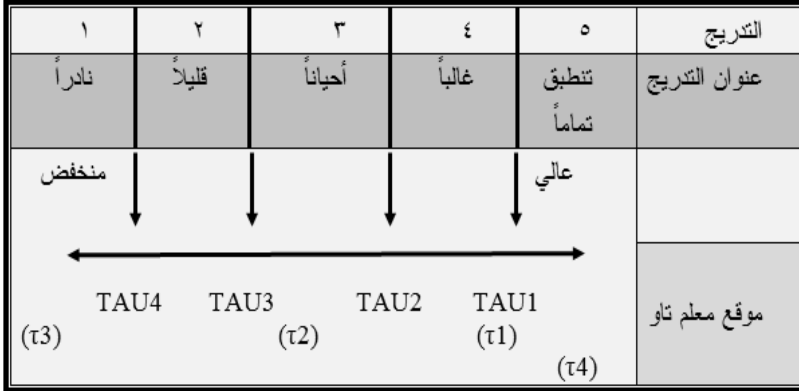 التدريج ٥ ٤ ٣ ٢ ١
عنوان التدريج تنطبق غالباً أحياناً قليلاً نادراً
تماماً
عالي منخفض
موقع معلم تاو
TAU4 TAU3 TAU2 TAU1
(τ3) (τ2) (τ1)
(τ4)